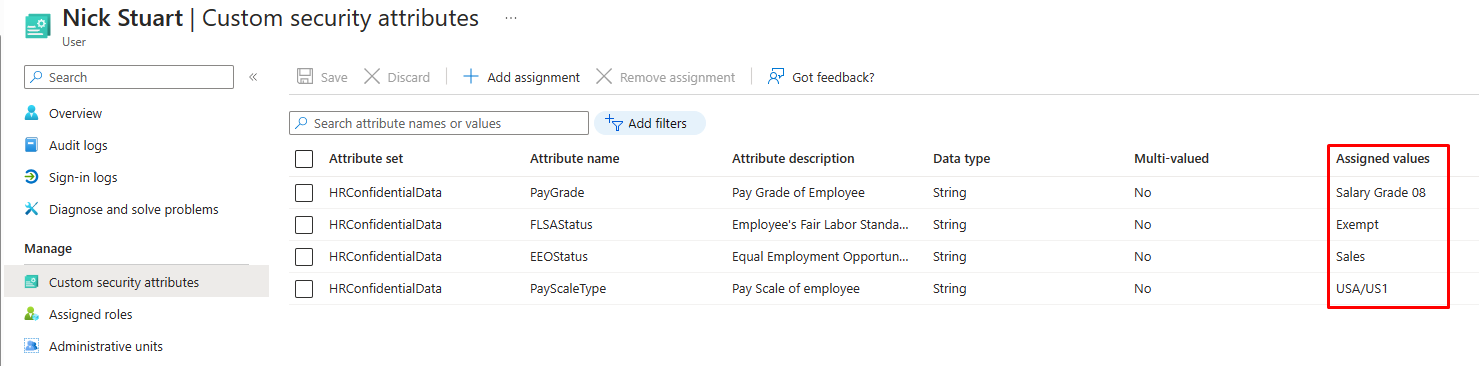 Nick Stuart | Custom security attributes ...
User
Search «
Overview
Audit logs
Sign-in logs
Diagnose and solve problems
Manage
Custom security attributes
Assigned roles
Administrative units
Save Discard Add assignment Remove assignment Got feedback?
Search attribute names or values Add filters
Attribute set Attribute name Attribute description Data type Multi-valued Assigned values
HRConfidentialData PayGrade Pay Grade of Employee String No Salary Grade 08
HRConfidentialData FLSAStatus Employee's Fair Labor Standa... String No Exempt
HRConfidentialData EEOStatus Equal Employment Opportun... String No Sales
HRConfidentialData PayScaleType Pay Scale of employee String No USA/US1